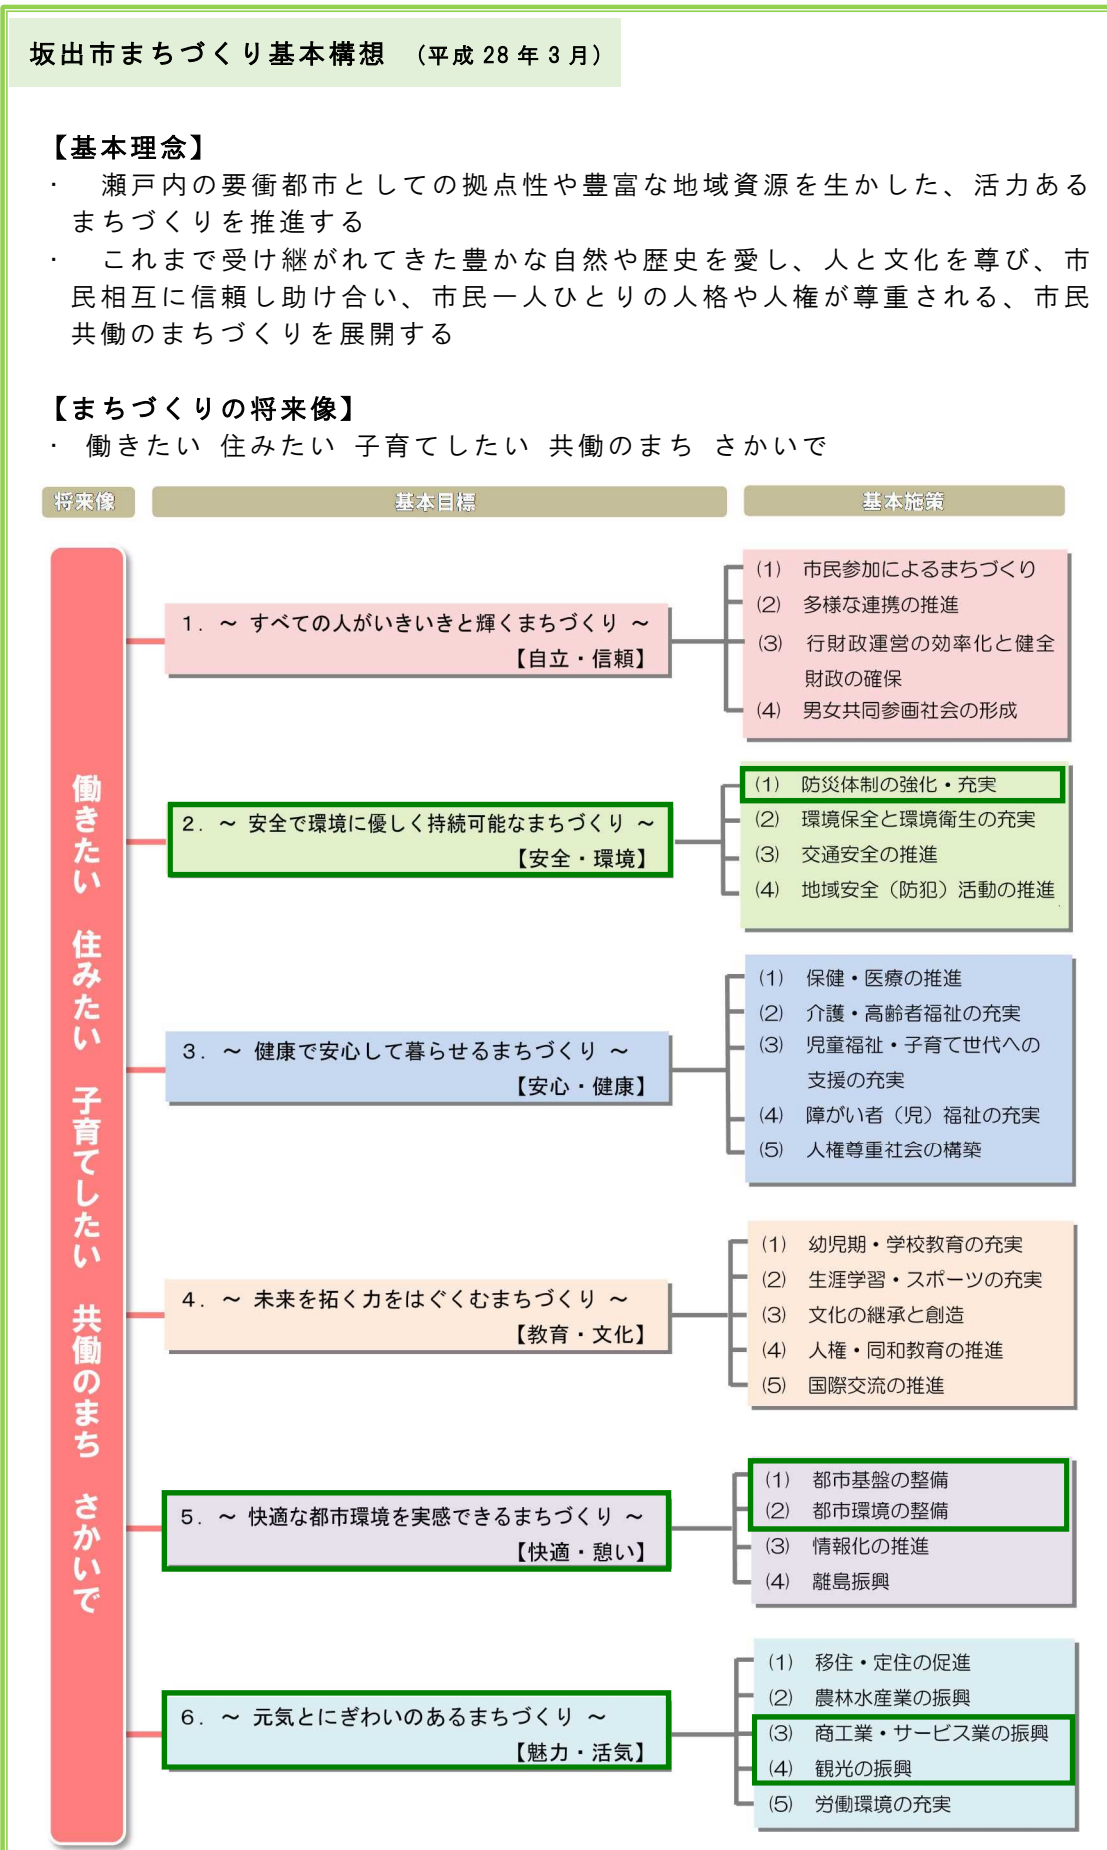 坂出市まちづくり基本構想 (平成28年3月)
【基本理念】
・ 瀬戸内の要衝都市としての拠点性や豊富な地域資源を生かした、活力ある
まちづくりを推進する
・ これまで受け継がれてきた豊かな自然や歴史を愛し、人と文化を尊び、市
民相互に信頼し助け合い、市民一人ひとりの人格や人権が尊重される、市民
共働のまちづくりを展開する
【まちづくりの将来像】
・ 働きたい 住みたい 子育てしたい 共働のまち さかいで
将来像 基本目標 基本施策
働きたい 住みたい 子育てしたい 共働のまち さかいで
1. ～ すべての人がいきいきと輝くまちづくり ～
【自立・信頼】
(1) 市民参加によるまちづくり
(2) 多様な連携の推進
(3) 行財政運営の効率化と健全
財政の確保
(4) 男女共同参画社会の形成
2. ～ 安全で環境に優しく持続可能なまちづくり ～
【安全・環境】
(1) 防災体制の強化・充実
(2) 環境保全と環境衛生の充実
(3) 交通安全の推進
(4) 地域安全（防犯）活動の推進
3. ～ 健康で安心して暮らせるまちづくり ～
【安心・健康】
(1) 保健・医療の推進
(2) 介護・高齢者福祉の充実
(3) 児童福祉・子育て世代への
支援の充実
(4) 障がい者（児）福祉の充実
(5) 人権尊重社会の構築
4. ～ 未来を拓く力をはぐくむまちづくり ～
【教育・文化】
(1) 幼児期・学校教育の充実
(2) 生涯学習・スポーツの充実
(3) 文化の継承と創造
(4) 人権・同和教育の推進
(5) 国際交流の推進
5. ～ 快適な都市環境を実感できるまちづくり ～
【快適・憩い】
(1) 都市基盤の整備
(2) 都市環境の整備
(3) 情報化の推進
(4) 離島振興
6. ～ 元気とにぎわいのあるまちづくり ～
【魅力・活気】
(1) 移住・定住の促進
(2) 農林水産業の振興
(3) 商工業・サービス業の振興
(4) 観光の振興
(5) 労働環境の充実